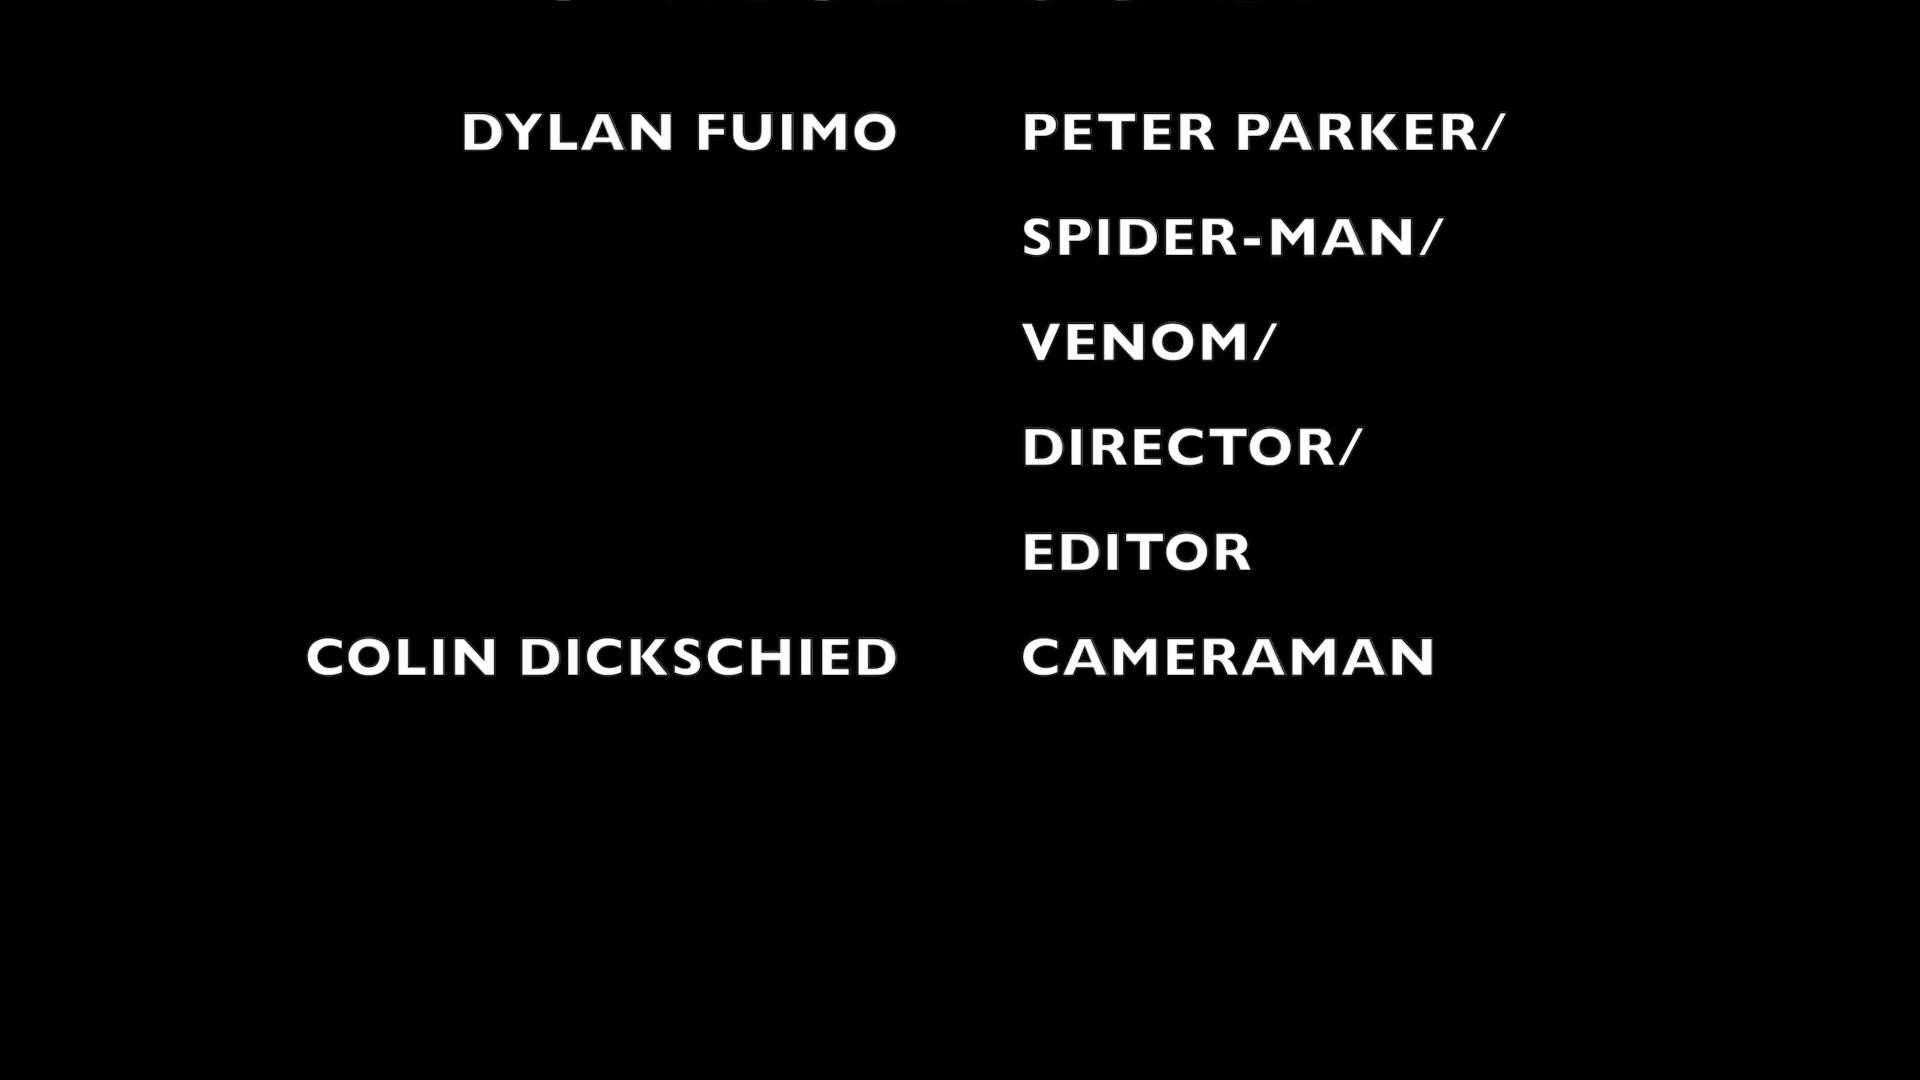 DYLAN FUIMO PETER PARKER/
SPIDER-MAN/
VENOM/
DIRECTOR/
EDITOR
COLIN DICKSCHIED CAMERAMAN